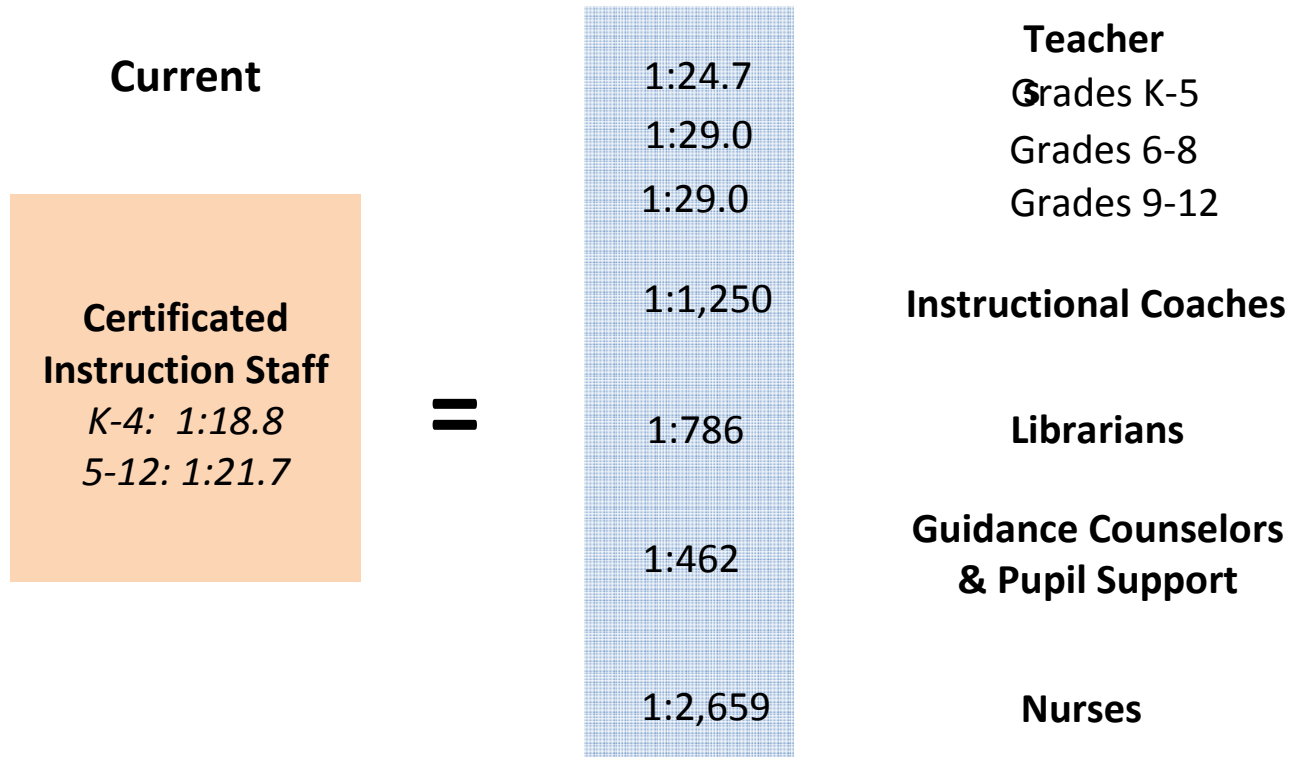 Current
Certificated
Instruction Staff
K-4: 1:18.8
5-12: 1:21.7
=
1:24.7
1:29.0
1:29.0
1:1,250
1:786
1:462
1:2,659
Teacher
s
Grades K-5
Grades 6-8
Grades 9-12
Instructional Coaches
Librarians
Guidance Counselors
& Pupil Support
Nurses